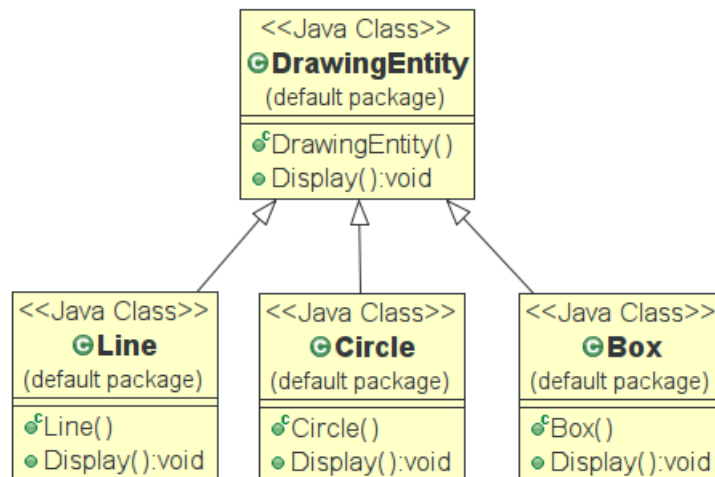 <<Java Class>>
DrawingEntity
(default package)
DrawingEntity()
Display():void
<<Java Class>>
Line
(default package)
Line()
Display():void
<<Java Class>>
Circle
(default package)
Circle()
Display():void
<<Java Class>>
Box
(default package)
Box()
Display():void